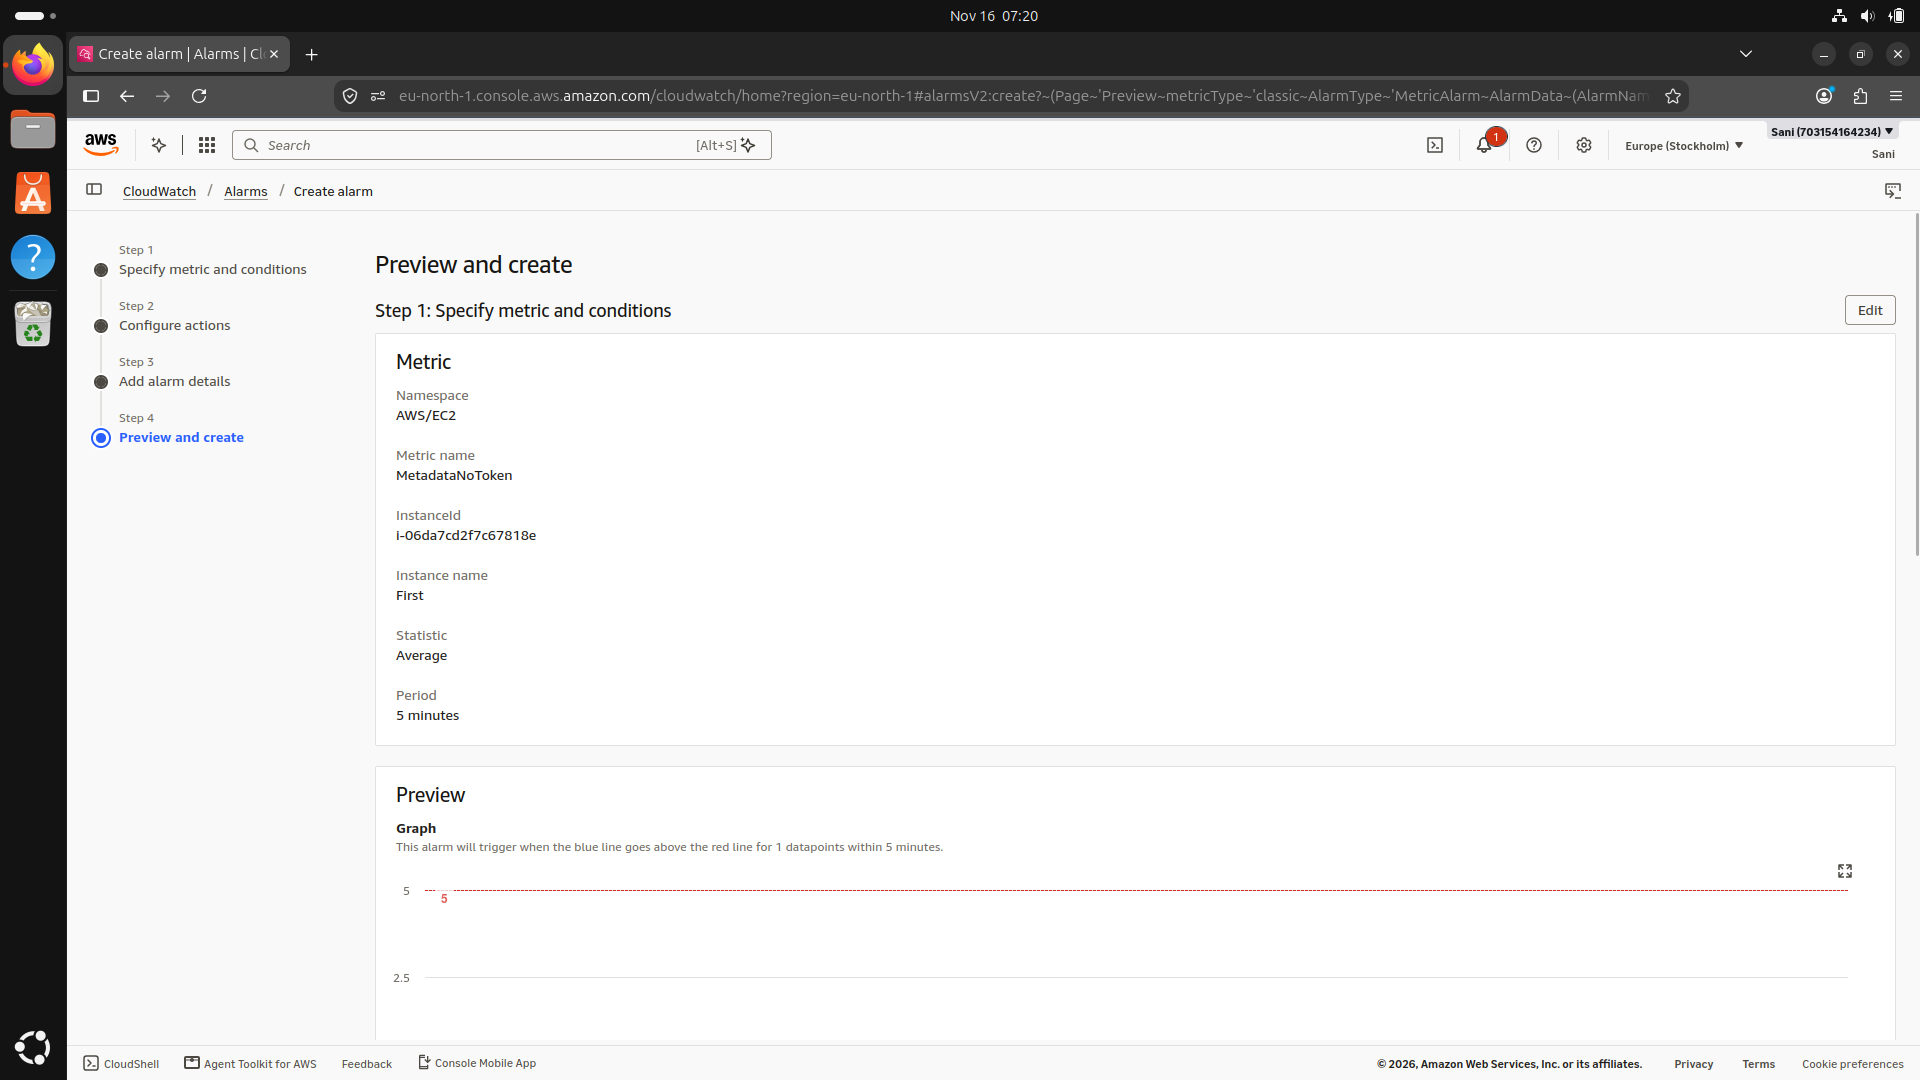 Nov 16 07:20
Create alarm | Alarms | Clo
eu-north-1.console.aws.amazon.com/cloudwatch/home?region=eu-north-1#alarmsV2:create?~(Page~'Preview~metricType~'classic~AlarmType~'MetricAlarm~AlarmData~(AlarmNam
aws
Search
[Alt+S]
1
Europe (Stockholm)
Sani (703154164234)
Sani
CloudWatch / Alarms / Create alarm
Step 1
Specify metric and conditions
Step 2
Configure actions
Step 3
Add alarm details
Step 4
Preview and create
Preview and create
Step 1: Specify metric and conditions
Edit
Metric
Namespace
AWS/EC2
Metric name
MetadataNoToken
InstanceId
i-06da7cd2f7c67818e
Instance name
First
Statistic
Average
Period
5 minutes
Preview
Graph
This alarm will trigger when the blue line goes above the red line for 1 datapoints within 5 minutes.
5
5
2.5
CloudShell
Agent Toolkit for AWS
Feedback
Console Mobile App
© 2026, Amazon Web Services, Inc. or its affiliates.
Privacy
Terms
Cookie preferences